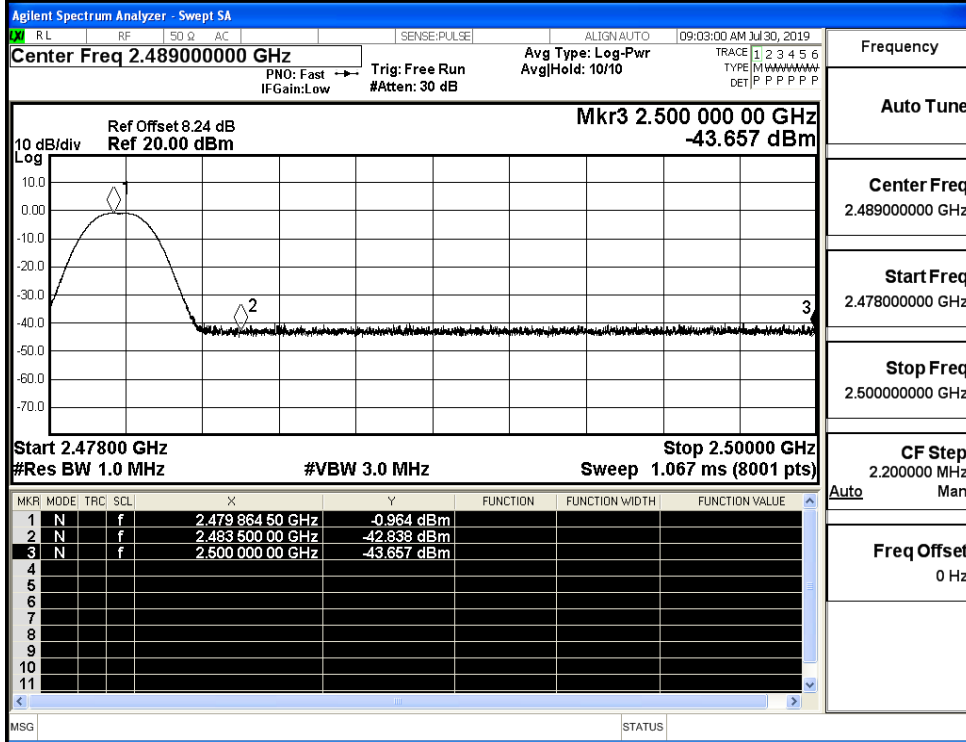 Agilent Spectrum Analyzer - Swept SA
LXI RL RF 50 Ω AC SENSE:PULSE ALIGN AUTO 09:03:00 AM Jul 30, 2019
Center Freq 2.489000000 GHz
PNO: Fast
IFGain:Low
Trig: Free Run
#Atten: 30 dB
Avg Type: Log-Pwr
Avg|Hold: 10/10
TRACE 1 2 3 4 5 6
TYPE M WWWWW
DET P P P P P P
Frequency
Auto Tune
Center Freq
2.489000000 GHz
Start Freq
2.478000000 GHz
Stop Freq
2.500000000 GHz
CF Step
2.200000 MHz
Auto Man
Freq Offset
0 Hz
Mkr3 2.500 000 00 GHz
-43.657 dBm
Ref Offset 8.24 dB
10 dB/div Ref 20.00 dBm
Log
10.0
0.00
-10.0
-20.0
-30.0
-40.0
-50.0
-60.0
-70.0
1
2
3
Start 2.47800 GHz Stop 2.50000 GHz
#Res BW 1.0 MHz #VBW 3.0 MHz Sweep 1.067 ms (8001 pts)
MKR MODE TRC SCL X Y FUNCTION FUNCTION WIDTH FUNCTION VALUE
1 N f 2.479 864 50 GHz -0.964 dBm
2 N f 2.483 500 00 GHz -42.838 dBm
3 N f 2.500 000 00 GHz -43.657 dBm
4
5
6
7
8
9
10
11
MSG STATUS